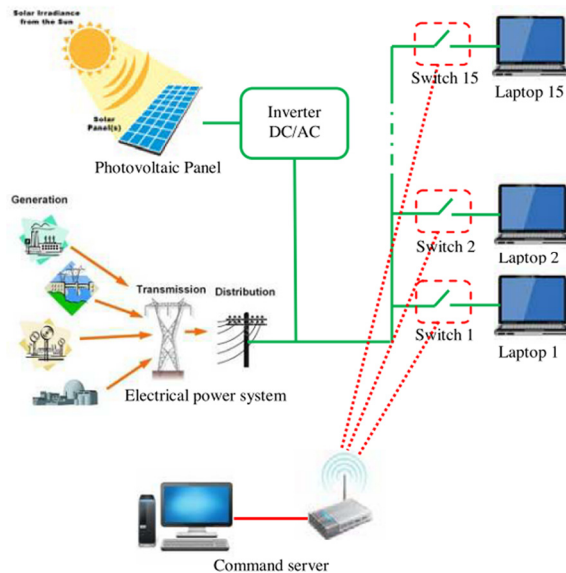 Solar Irradiance
from the Sun
Solar
Panel(s)
Photovoltaic Panel
Inverter
DC/AC
Switch 15
Laptop 15
Generation
Transmission
Distribution
Electrical power system
Switch 2
Laptop 2
Switch 1
Laptop 1
Command server